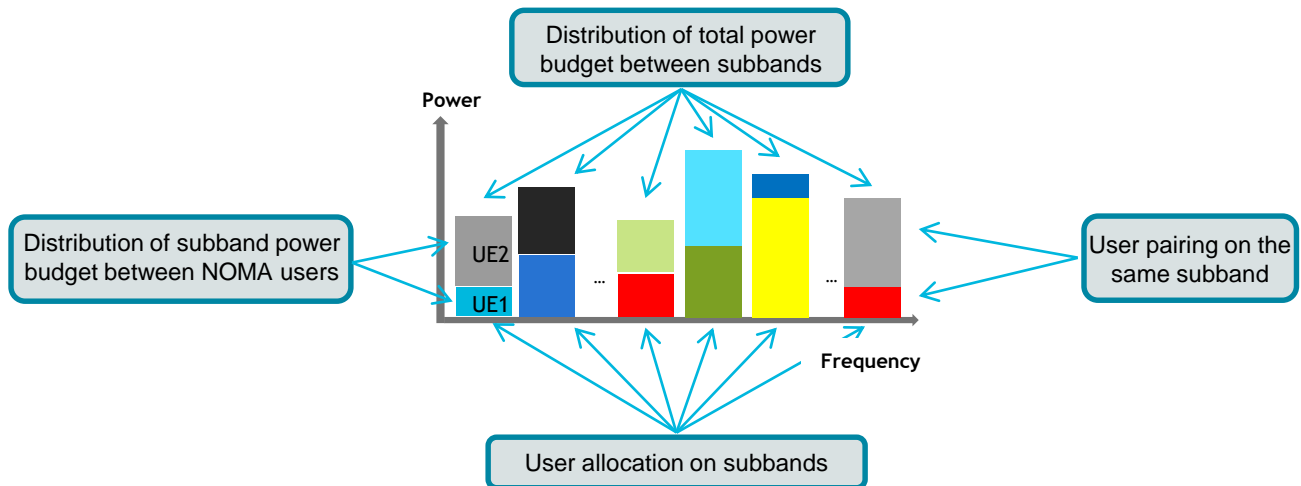 Distribution of total power
budget between subbands
Power
Distribution of subband power
budget between NOMA users
UE2
UE1
...
...
User pairing on the
same subband
Frequency
User allocation on subbands